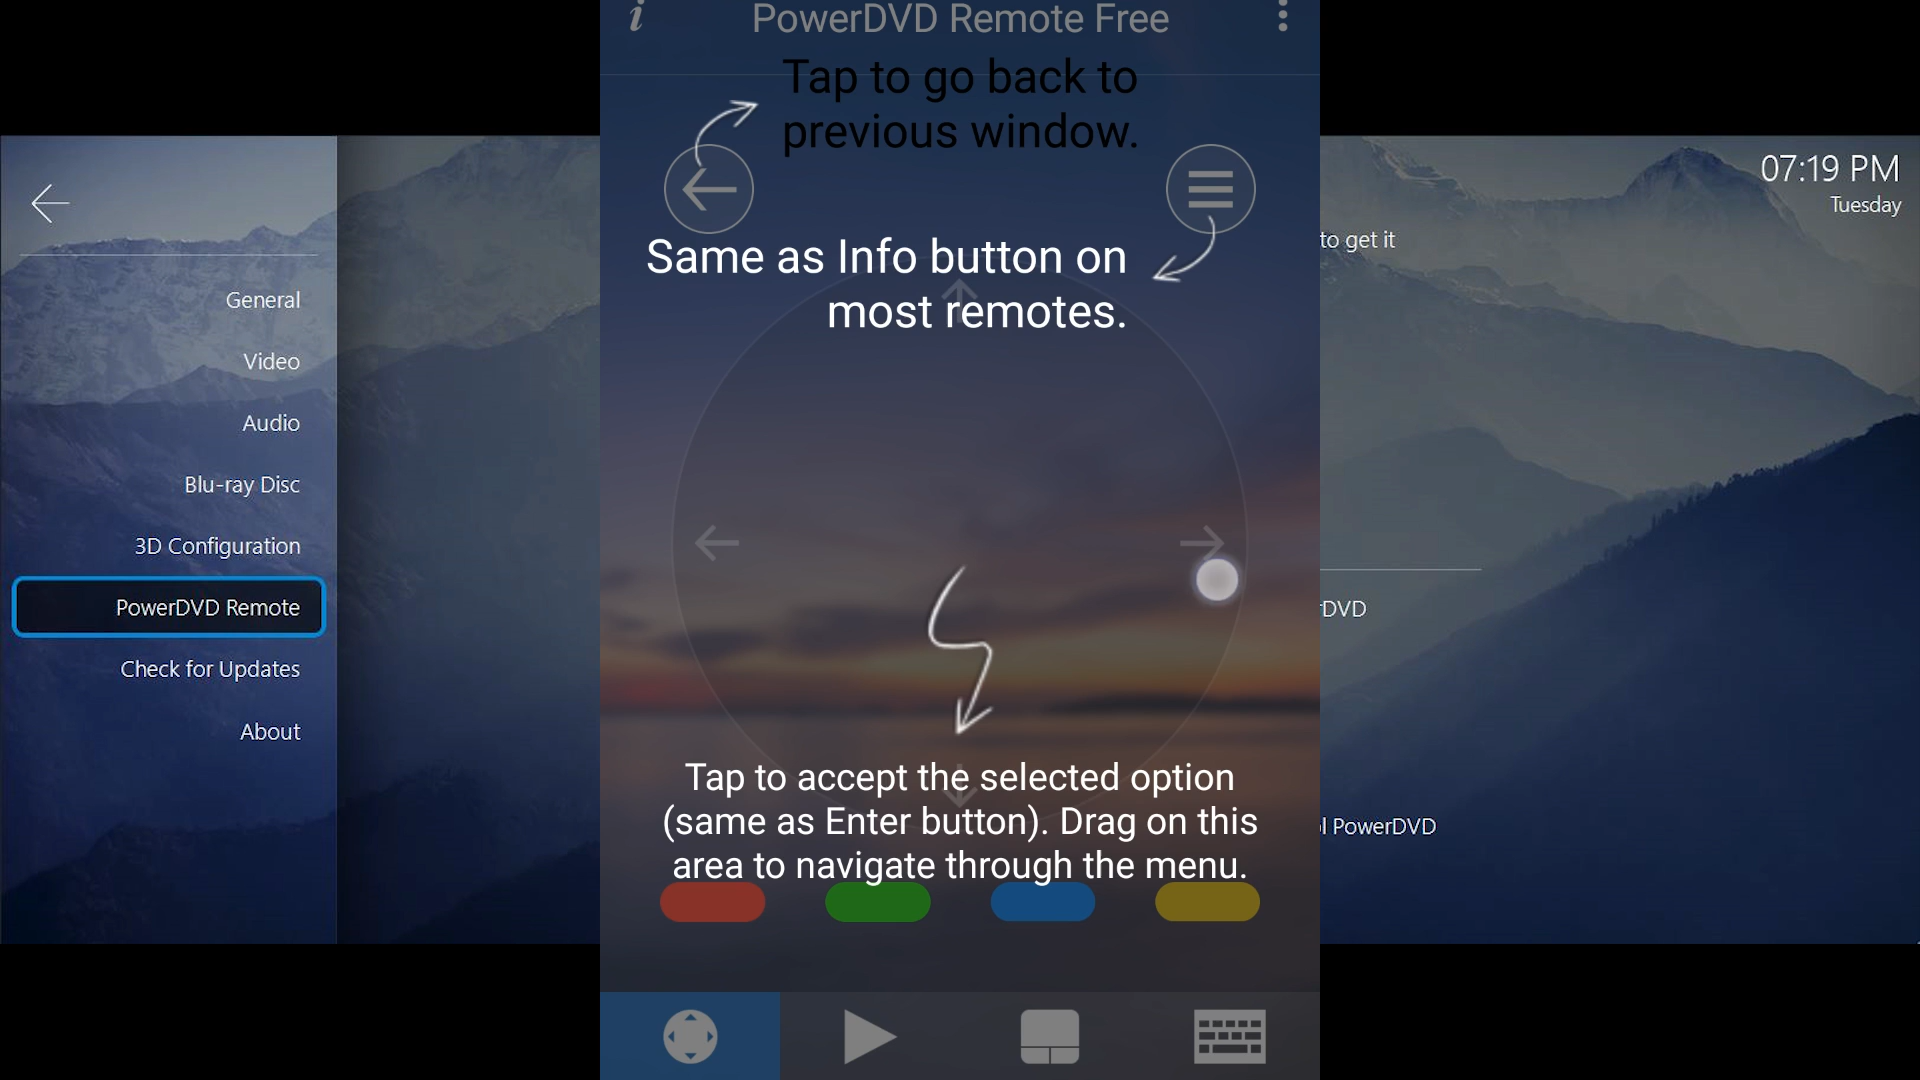 PowerDVD Remote Free
Tap to go back to
previous window.
Same as Info button on
most remotes.
Tap to accept the selected option
(same as Enter button). Drag on this
area to navigate through the menu.
General
Video
Audio
Blu-ray Disc
3D Configuration
PowerDVD Remote
Check for Updates
About
07:19 PM
Tuesday
to get it
DVD
l PowerDVD